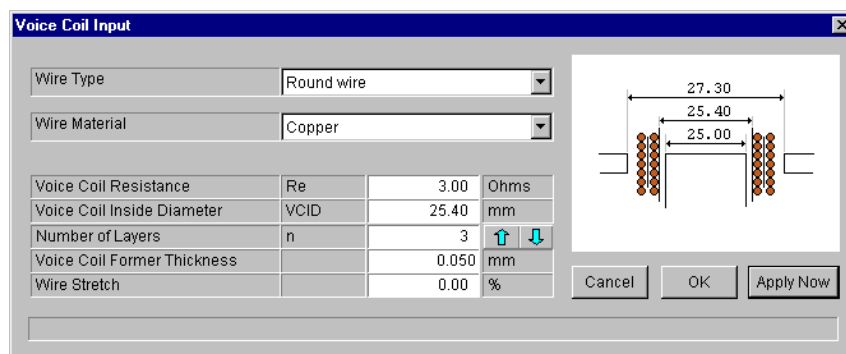 Voice Coil Input
Wire Type Round wire
Wire Material Copper
Voice Coil Resistance Re 3.00 Ohms
Voice Coil Inside Diameter VCID 25.40 mm
Number of Layers n 3
Voice Coil Former Thickness 0.050 mm
Wire Stretch 0.00 %
27.30
25.40
25.00
Cancel OK Apply Now